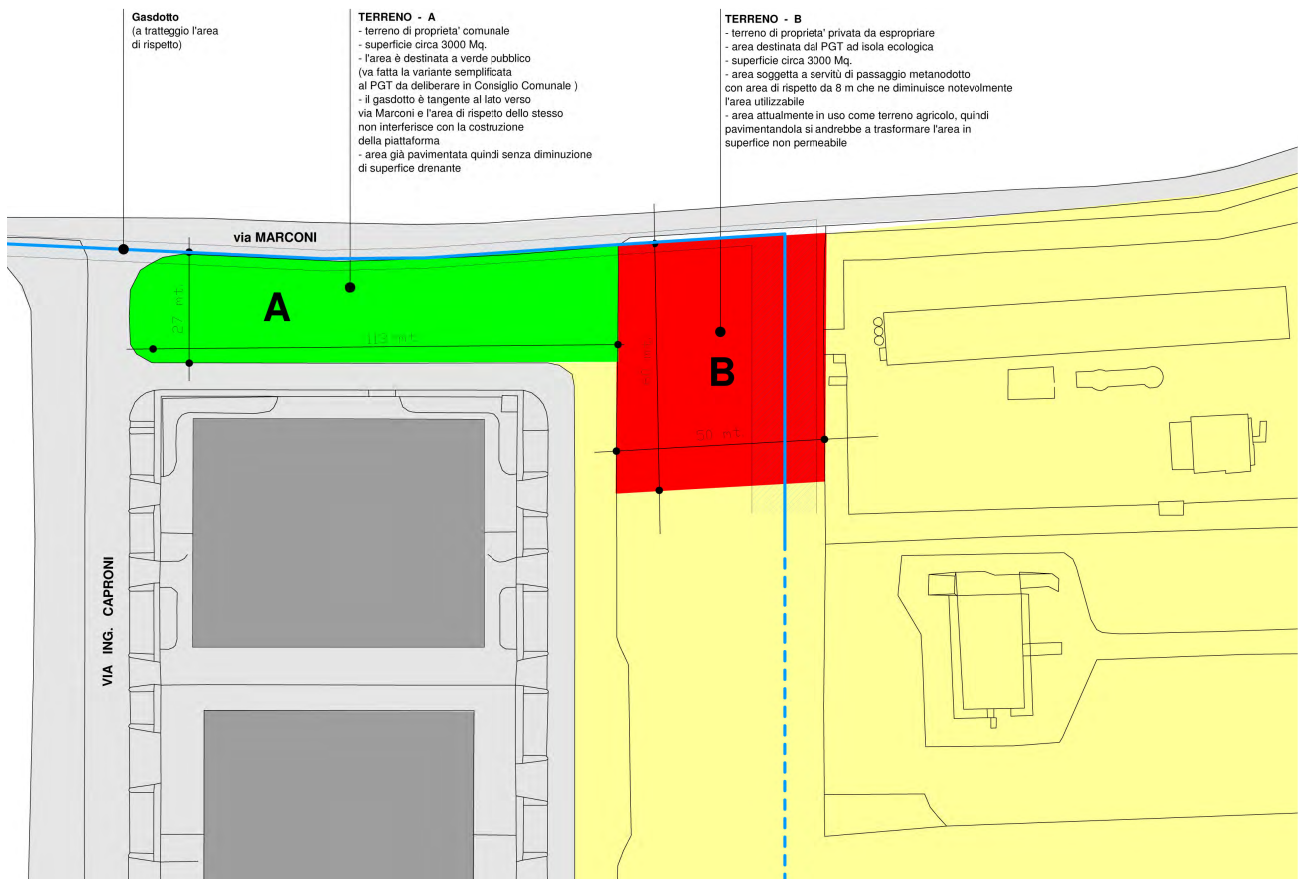 Gasdotto
(a tratteggio l'area
di rispetto)
TERRENO - A
- terreno di proprieta' comunale
- superficie circa 3000 Mq.
- l'area è destinata a verde pubblico
(va fatta la variante semplificata
al PGT da deliberare in Consiglio Comunale )
- il gasdotto è tangente al lato verso
via Marconi e l'area di rispetto dello stesso
non interferisce con la costruzione
della piattaforma
- area già pavimentata quindi senza diminuzione
di superfice drenante
TERRENO - B
- terreno di proprieta' privata da espropriare
- area destinata dal PGT ad isola ecologica
- superficie circa 3000 Mq.
- area soggetta a servitù di passaggio metanodotto
con area di rispetto da 8 m che ne diminuisce notevolmente
l'area utilizzabile
- area attualmente in uso come terreno agricolo, quindi
pavimentandola si andrebbe a trasformare l'area in
superfice non permeabile
via MARCONI
A
27 mt.
113 mt.
B
mt.
50 mt.
VIA ING. CAPRONI